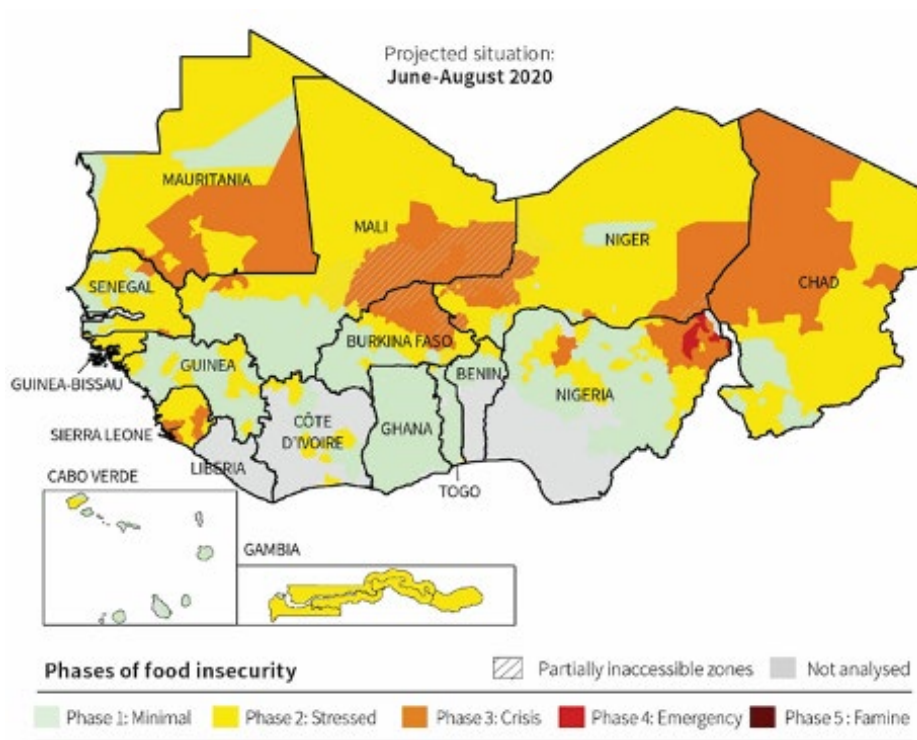 Projected situation:
June-August 2020
MAURITANIA
MALI
NIGER
CHAD
SENEGAL
BURKINA FASO
GUINEA
BENIN
NIGERIA
GUINEA-BISSAU
CÔTE
D'IVOIRE
GHANA
SIERRA LEONE
LIBERIA
TOGO
CABO VERDE
GAMBIA
Phases of food insecurity
Partially inaccessible zones
Not analysed
Phase 1: Minimal
Phase 2: Stressed
Phase 3: Crisis
Phase 4: Emergency
Phase 5 : Famine